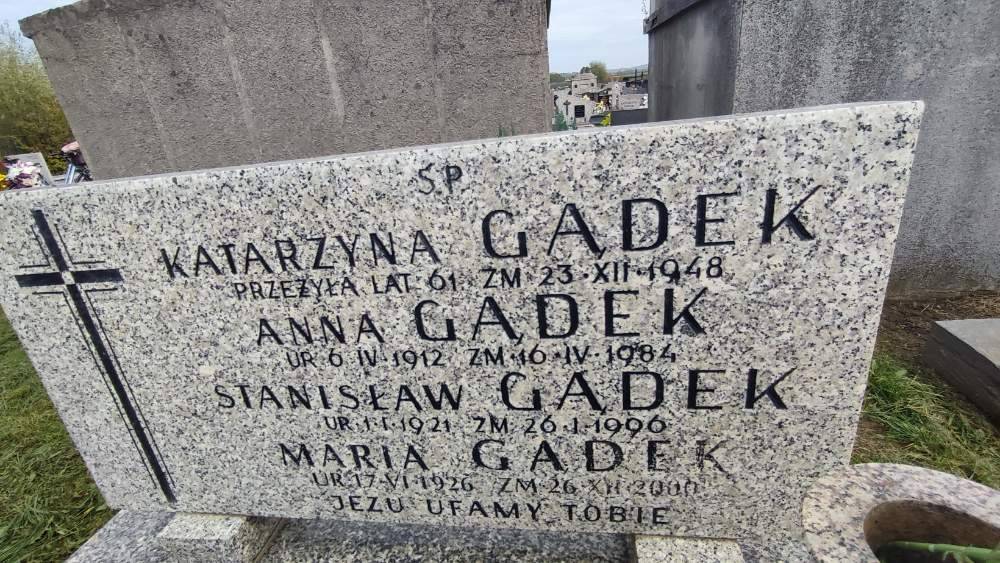 ŚP
KATARZYNA GĄDEK
PRZEŻYŁA LAT 61 ZM 23·XII·1948
ANNA GĄDEK
UR 6 IV·1912 ZM·16·IV·1984
STANISŁAW GĄDEK
UR·1·I·1921 ZM 26·I·1996
MARIA GĄDEK
UR 17·VI·1926 ZM·26·XII·2000
JEZU UFAMY TOBIE